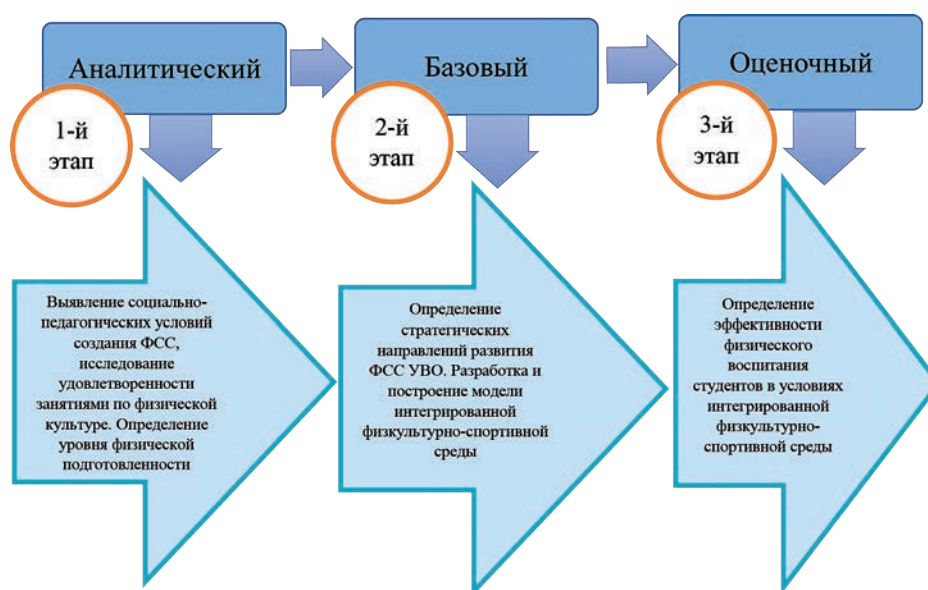 Аналитический
1-й
этап
Выявление социально-
педагогических условий
создания ФСС,
исследование
удовлетворенности
занятиями по физической
культуре. Определение
уровня физической
подготовленности
Базовый
2-й
этап
Определение
стратегических
направлений развития
ФСС УВО. Разработка и
построение модели
интегрированной
физкультурно-спортивной
среды
Оценочный
3-й
этап
Определение
эффективности
физического
воспитания
студентов в условиях
интегрированной
физкультурно-
спортивной среды